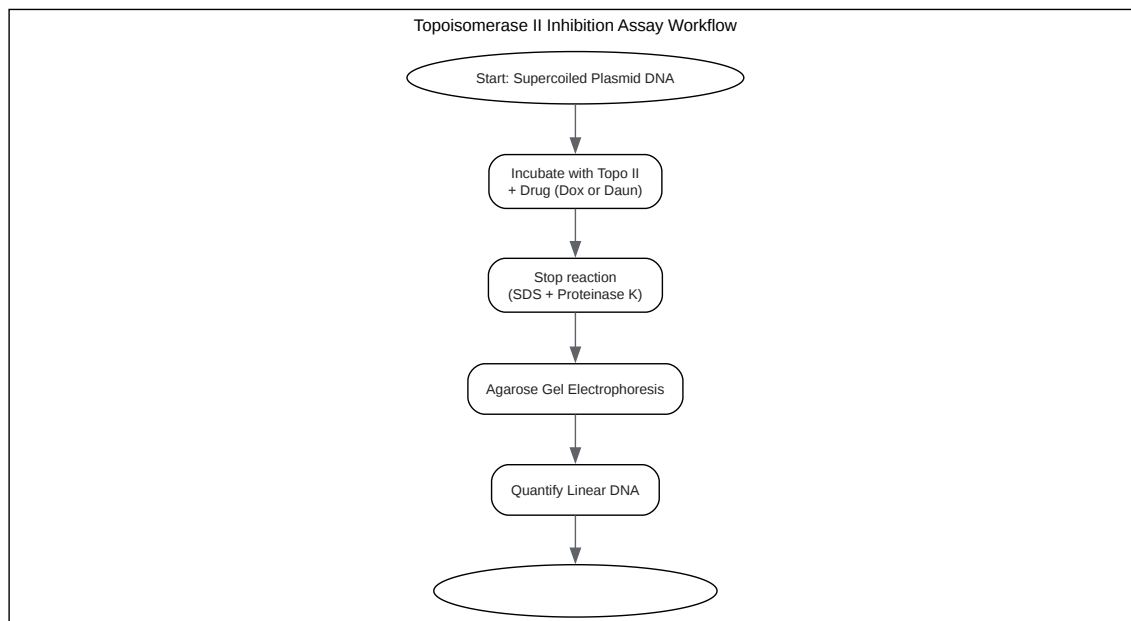 Topoisomerase II Inhibition Assay Workflow
Start: Supercoiled Plasmid DNA
Incubate with Topo II
+ Drug (Dox or Daun)
Stop reaction
(SDS + Proteinase K)
Agarose Gel Electrophoresis
Quantify Linear DNA